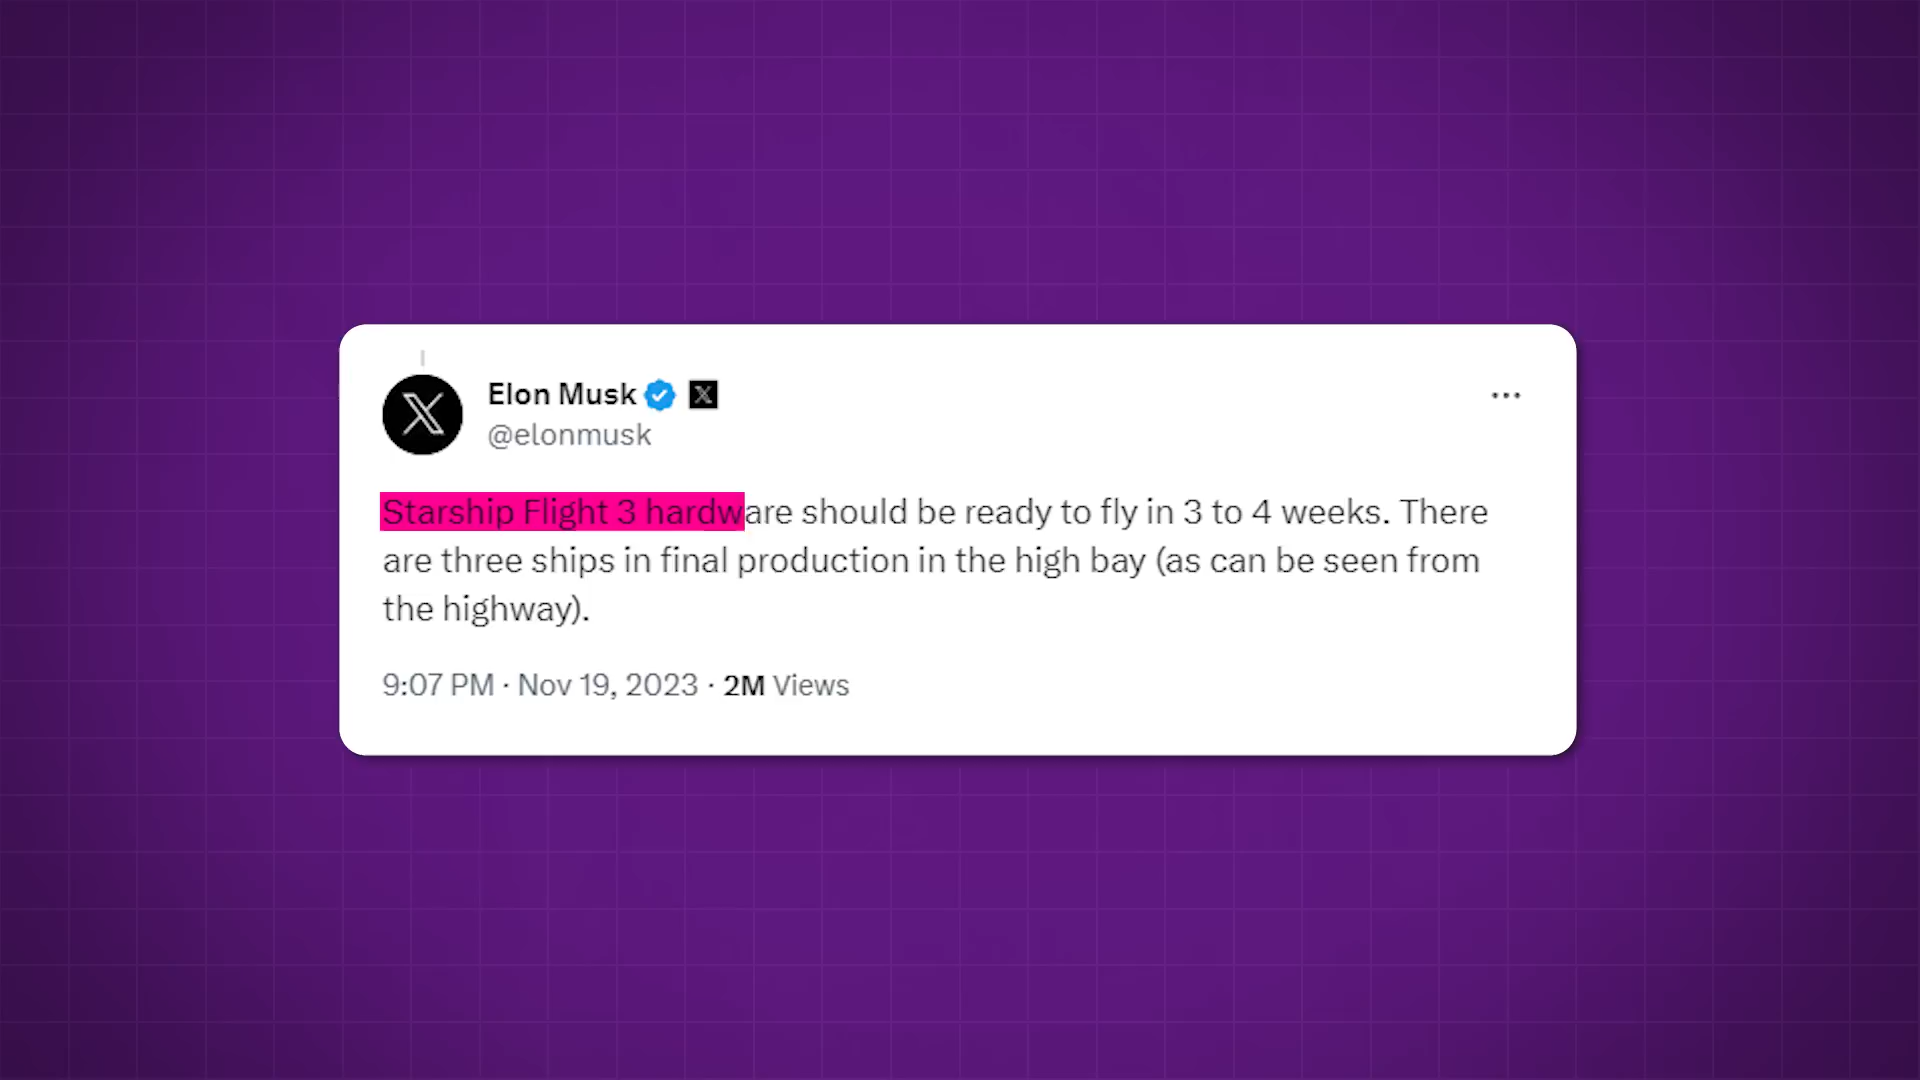 Elon Musk
@elonmusk
Starship Flight 3 hardware should be ready to fly in 3 to 4 weeks. There
are three ships in final production in the high bay (as can be seen from
the highway).
9:07 PM · Nov 19, 2023 · 2M Views